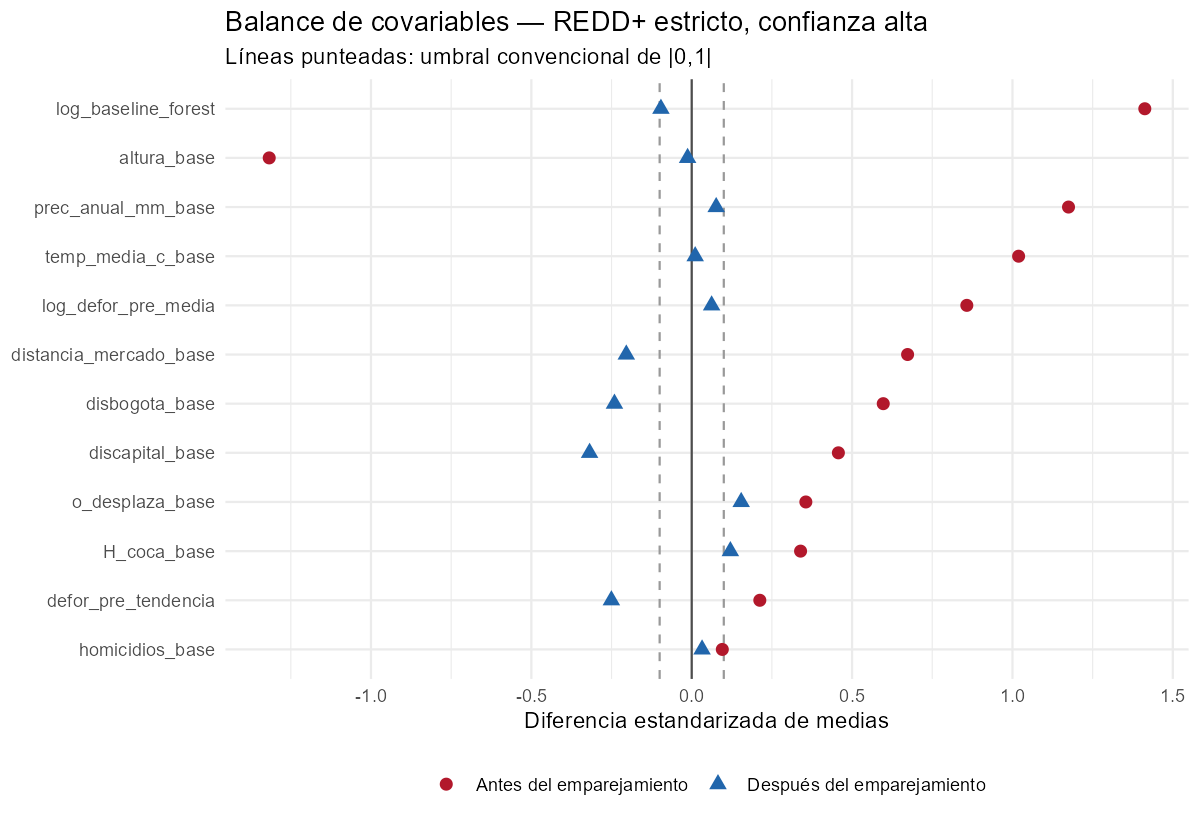 Balance de covariables — REDD+ estricto, confianza alta
Líneas punteadas: umbral convencional de |0,1|
log_baseline_forest
altura_base
prec_anual_mm_base
temp_media_c_base
log_defor_pre_media
distancia_mercado_base
disbogota_base
discapital_base
o_desplaza_base
H_coca_base
defor_pre_tendencia
homicidios_base
-1.0 -0.5 0.0 0.5 1.0 1.5
Diferencia estandarizada de medias
Antes del emparejamiento Después del emparejamiento